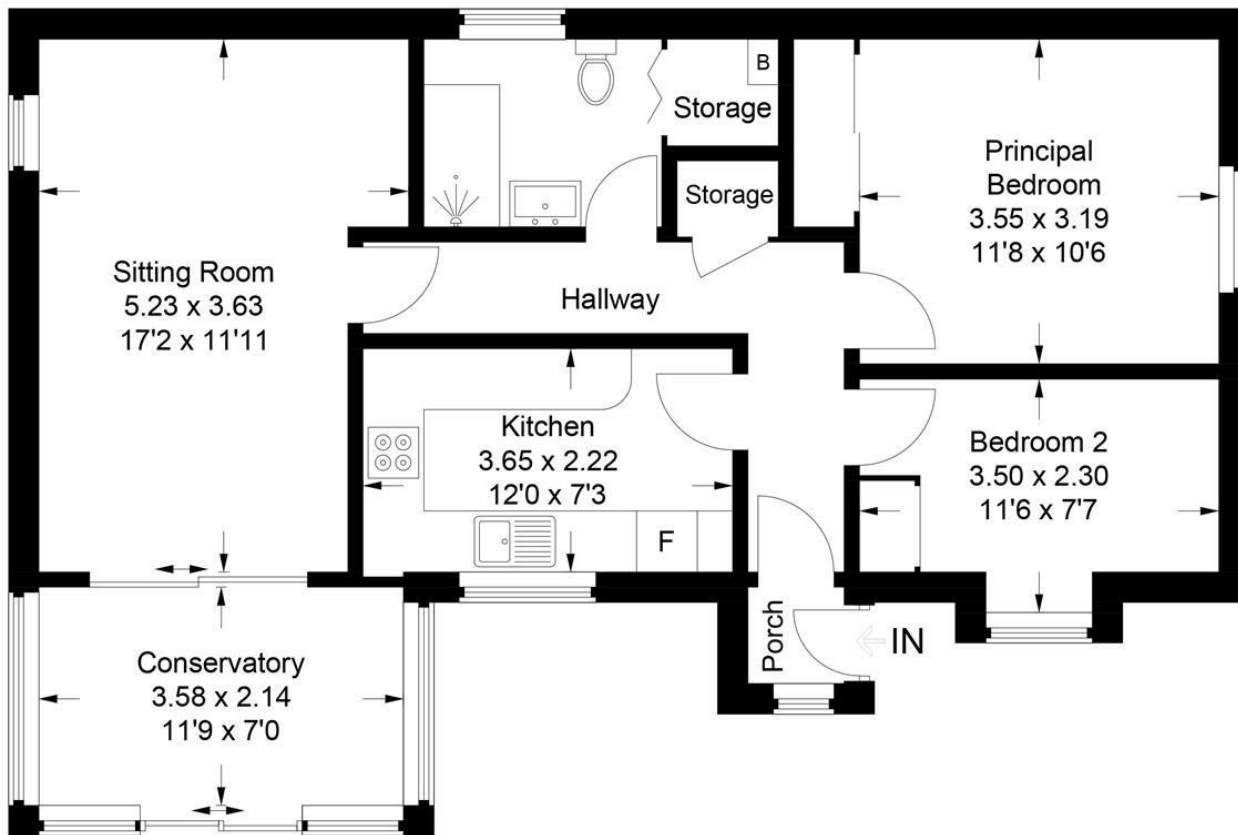 B
Storage
Storage
Principal
Bedroom
3.55 x 3.19
11'8 x 10'6
Sitting Room
5.23 x 3.63
17'2 x 11'11
Hallway
Kitchen
3.65 x 2.22
12'0 x 7'3
F
Bedroom 2
3.50 x 2.30
11'6 x 7'7
Porch
IN
Conservatory
3.58 x 2.14
11'9 x 7'0